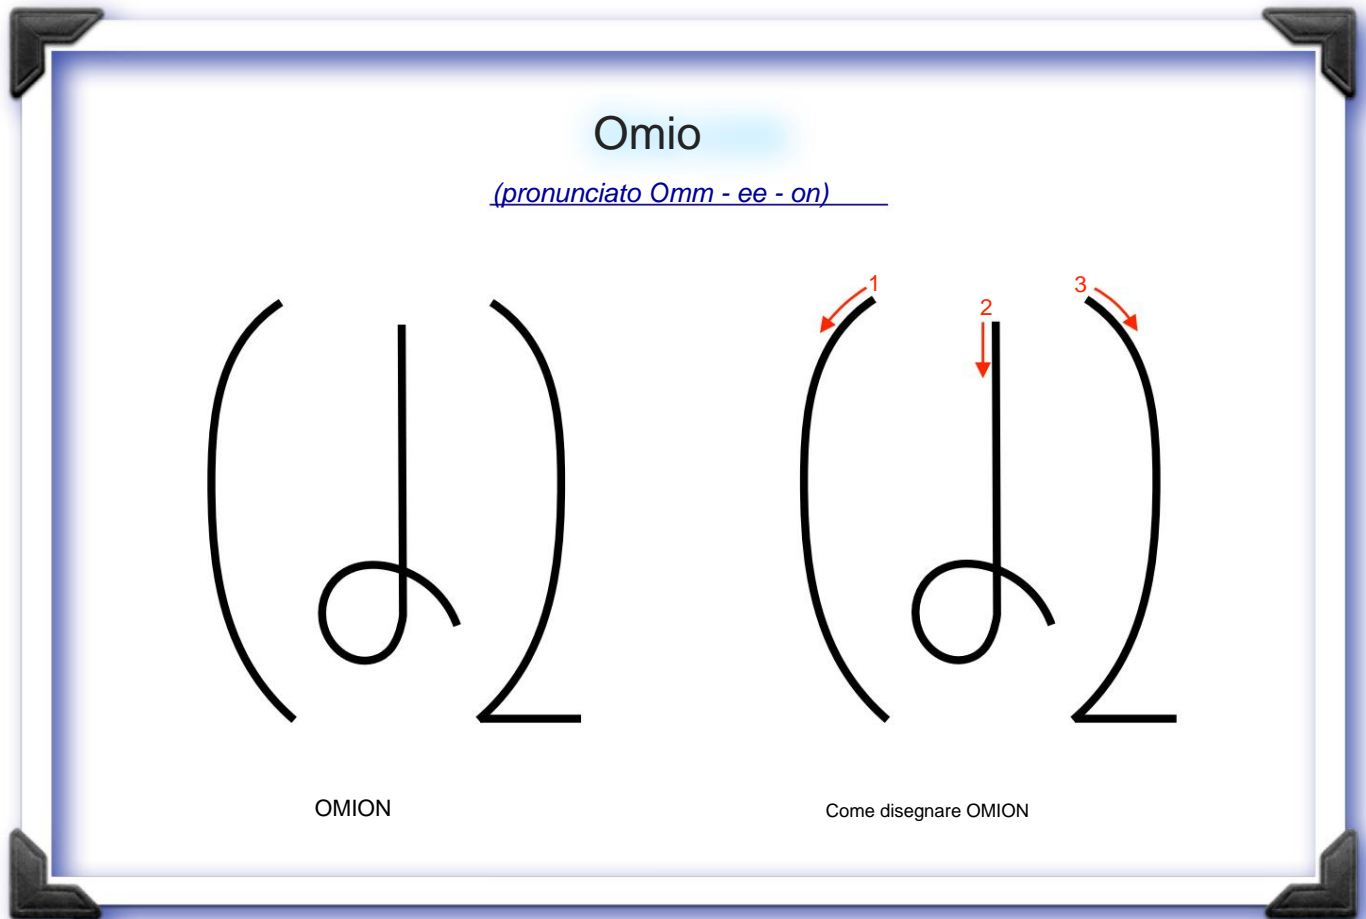 Omio
(pronunciato Omm - ee - on)
1
2
3
OMION
Come disegnare OMION